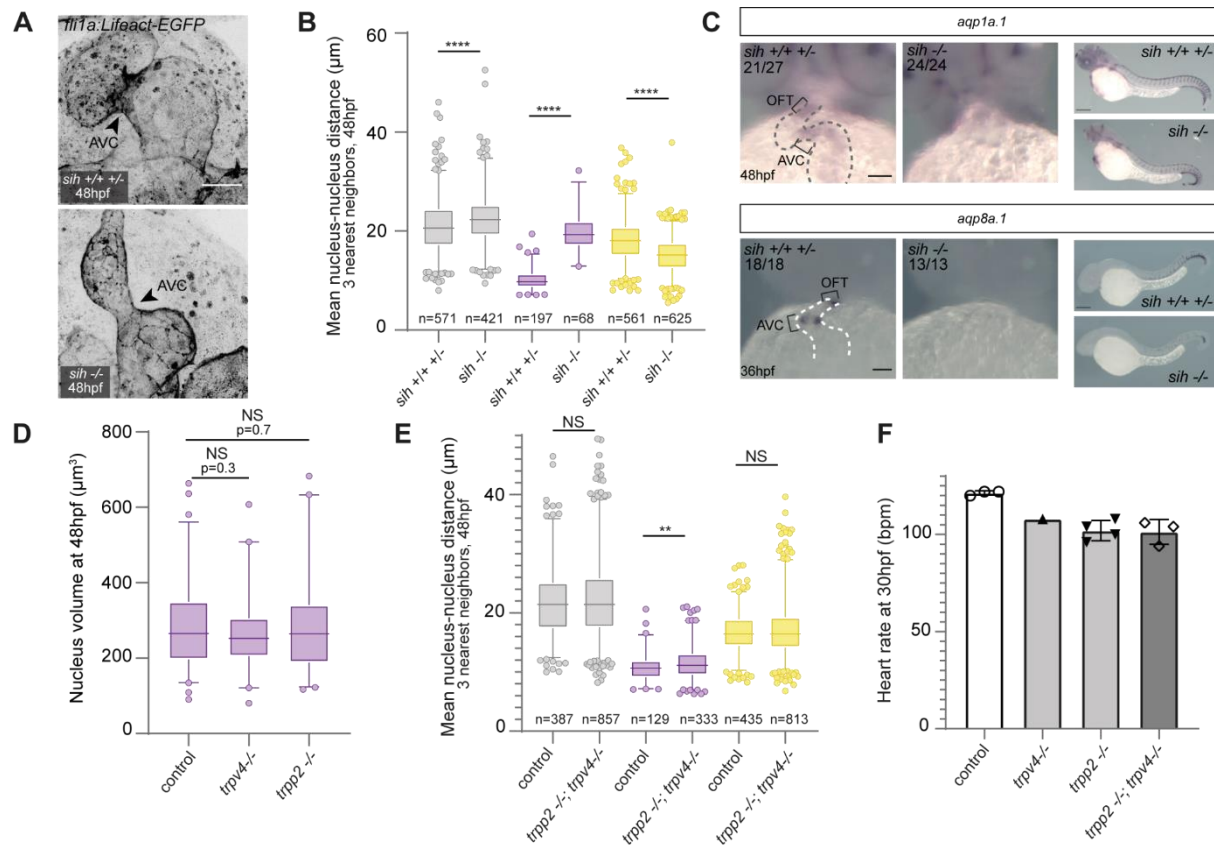 A
fli1a:Lifeact-EGFP
AVC
sih +/+ +/-
48hpf
AVC
sih -/-
48hpf
B
Mean nucleus-nucleus distance (µm)
3 nearest neighbors, 48hpf
60
40
20
0
****
****
****
n=571
n=421
n=197
n=68
n=561
n=625
sih +/+ +/-
sih -/-
sih +/+ +/-
sih -/-
sih +/+ +/-
sih -/-
C
aqp1a.1
sih +/+ +/-
21/27
OFT
AVC
48hpf
sih -/-
24/24
sih +/+ +/-
sih -/-
aqp8a.1
sih +/+ +/-
18/18
OFT
AVC
36hpf
sih -/-
13/13
sih +/+ +/-
sih -/-
D
Nucleus volume at 48hpf (µm³)
800
600
400
200
0
NS
p=0.7
NS
p=0.3
control
trpv4-/-
trpp2 -/-
E
Mean nucleus-nucleus distance (µm)
3 nearest neighbors, 48hpf
40
20
0
NS
**
NS
n=387
n=857
n=129
n=333
n=435
n=813
control
trpp2 -/-; trpv4-/-
control
trpp2 -/-; trpv4-/-
control
trpp2 -/-; trpv4-/-
F
Heart rate at 30hpf (bpm)
100
50
0
control
trpv4-/-
trpp2 -/-
trpp2 -/-; trpv4-/-